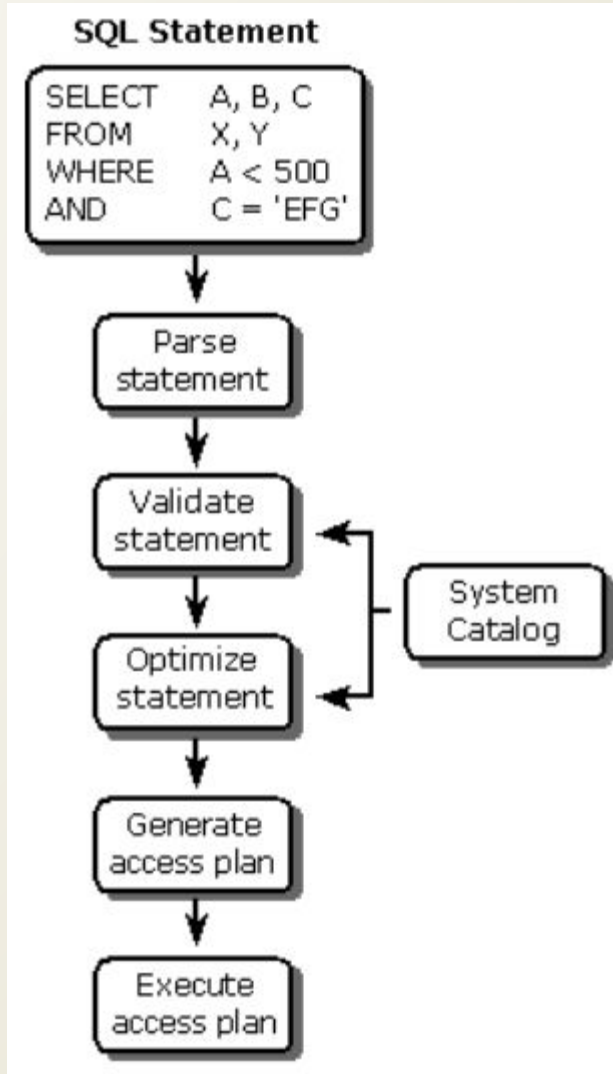 SQL Statement
SELECT A, B, C
FROM X, Y
WHERE A < 500
AND C = 'EFG'
Parse
statement
Validate
statement
System
Catalog
Optimize
statement
Generate
access plan
Execute
access plan